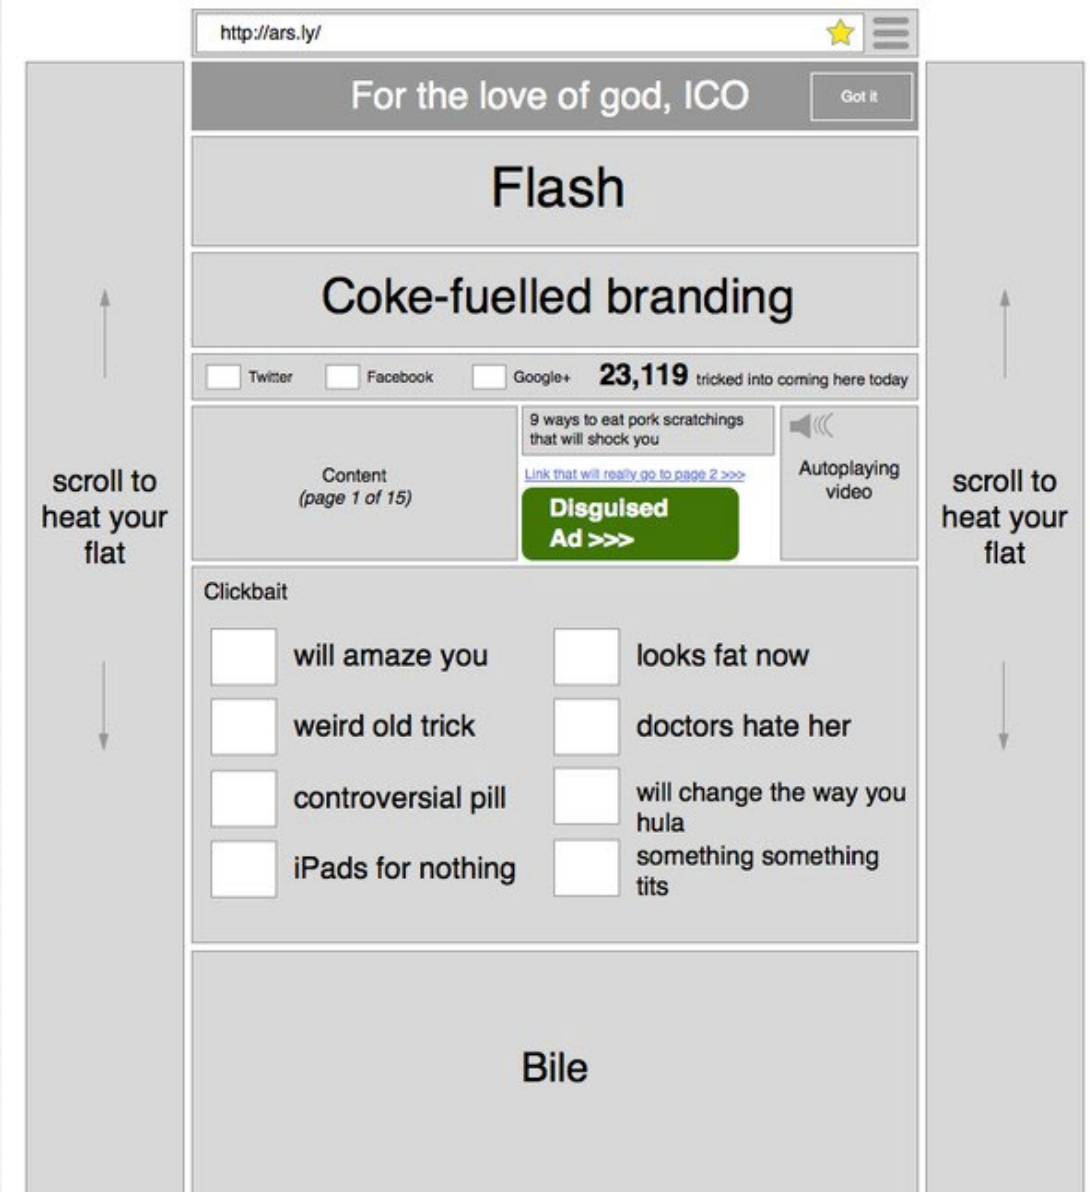 http://ars.ly/
For the love of god, ICO
Got it
Flash
Coke-fuelled branding
Twitter
Facebook
Google+
23,119 tricked into coming here today
scroll to
heat your
flat
Content
(page 1 of 15)
9 ways to eat pork scratchings
that will shock you
Link that will really go to page 2 >>>
Disguised
Ad >>>
Autoplaying
video
scroll to
heat your
flat
Clickbait
will amaze you
looks fat now
weird old trick
doctors hate her
controversial pill
will change the way you
hula
iPads for nothing
something something
tits
Bile